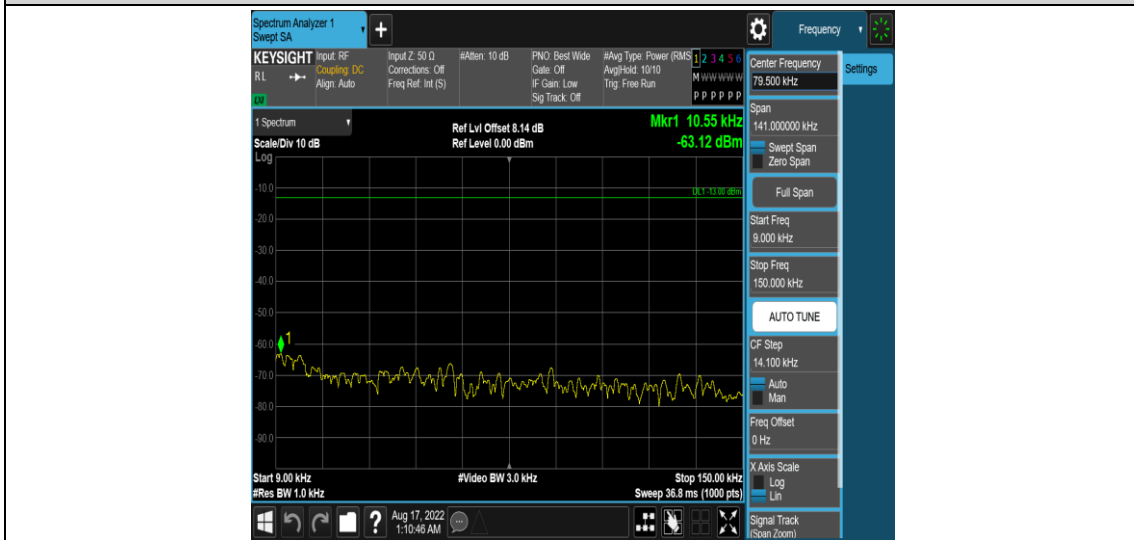 Spectrum Analyzer 1
Swept SA
+
Frequency
KEYSIGHT
RL
Input: RF
Coupling: DC
Align: Auto
Input Z: 50 Ω
Corrections: Off
Freq Ref: Int (S)
#Atten: 10 dB
PNO: Best Wide
Gate: Off
IF Gain: Low
Sig Track: Off
#Avg Type: Power (RMS
Avg|Hold: 10/10
Trig: Free Run
1 2 3 4 5 6
M W W W W W
P P P P P P
1 Spectrum
Scale/Div 10 dB
Log
Ref Lvl Offset 8.14 dB
Ref Level 0.00 dBm
Mkr1 10.55 kHz
-63.12 dBm
DL1 -13.00 dBm
-10.0
-20.0
-30.0
-40.0
-50.0
-60.0
-70.0
-80.0
-90.0
1
Start 9.00 kHz
#Res BW 1.0 kHz
#Video BW 3.0 kHz
Stop 150.00 kHz
Sweep 36.8 ms (1000 pts)
?
Aug 17, 2022
1:10:46 AM
Center Frequency
79.500 kHz
Settings
Span
141.000000 kHz
Swept Span
Zero Span
Full Span
Start Freq
9.000 kHz
Stop Freq
150.000 kHz
AUTO TUNE
CF Step
14.100 kHz
Auto
Man
Freq Offset
0 Hz
X Axis Scale
Log
Lin
Signal Track
(Span Zoom)